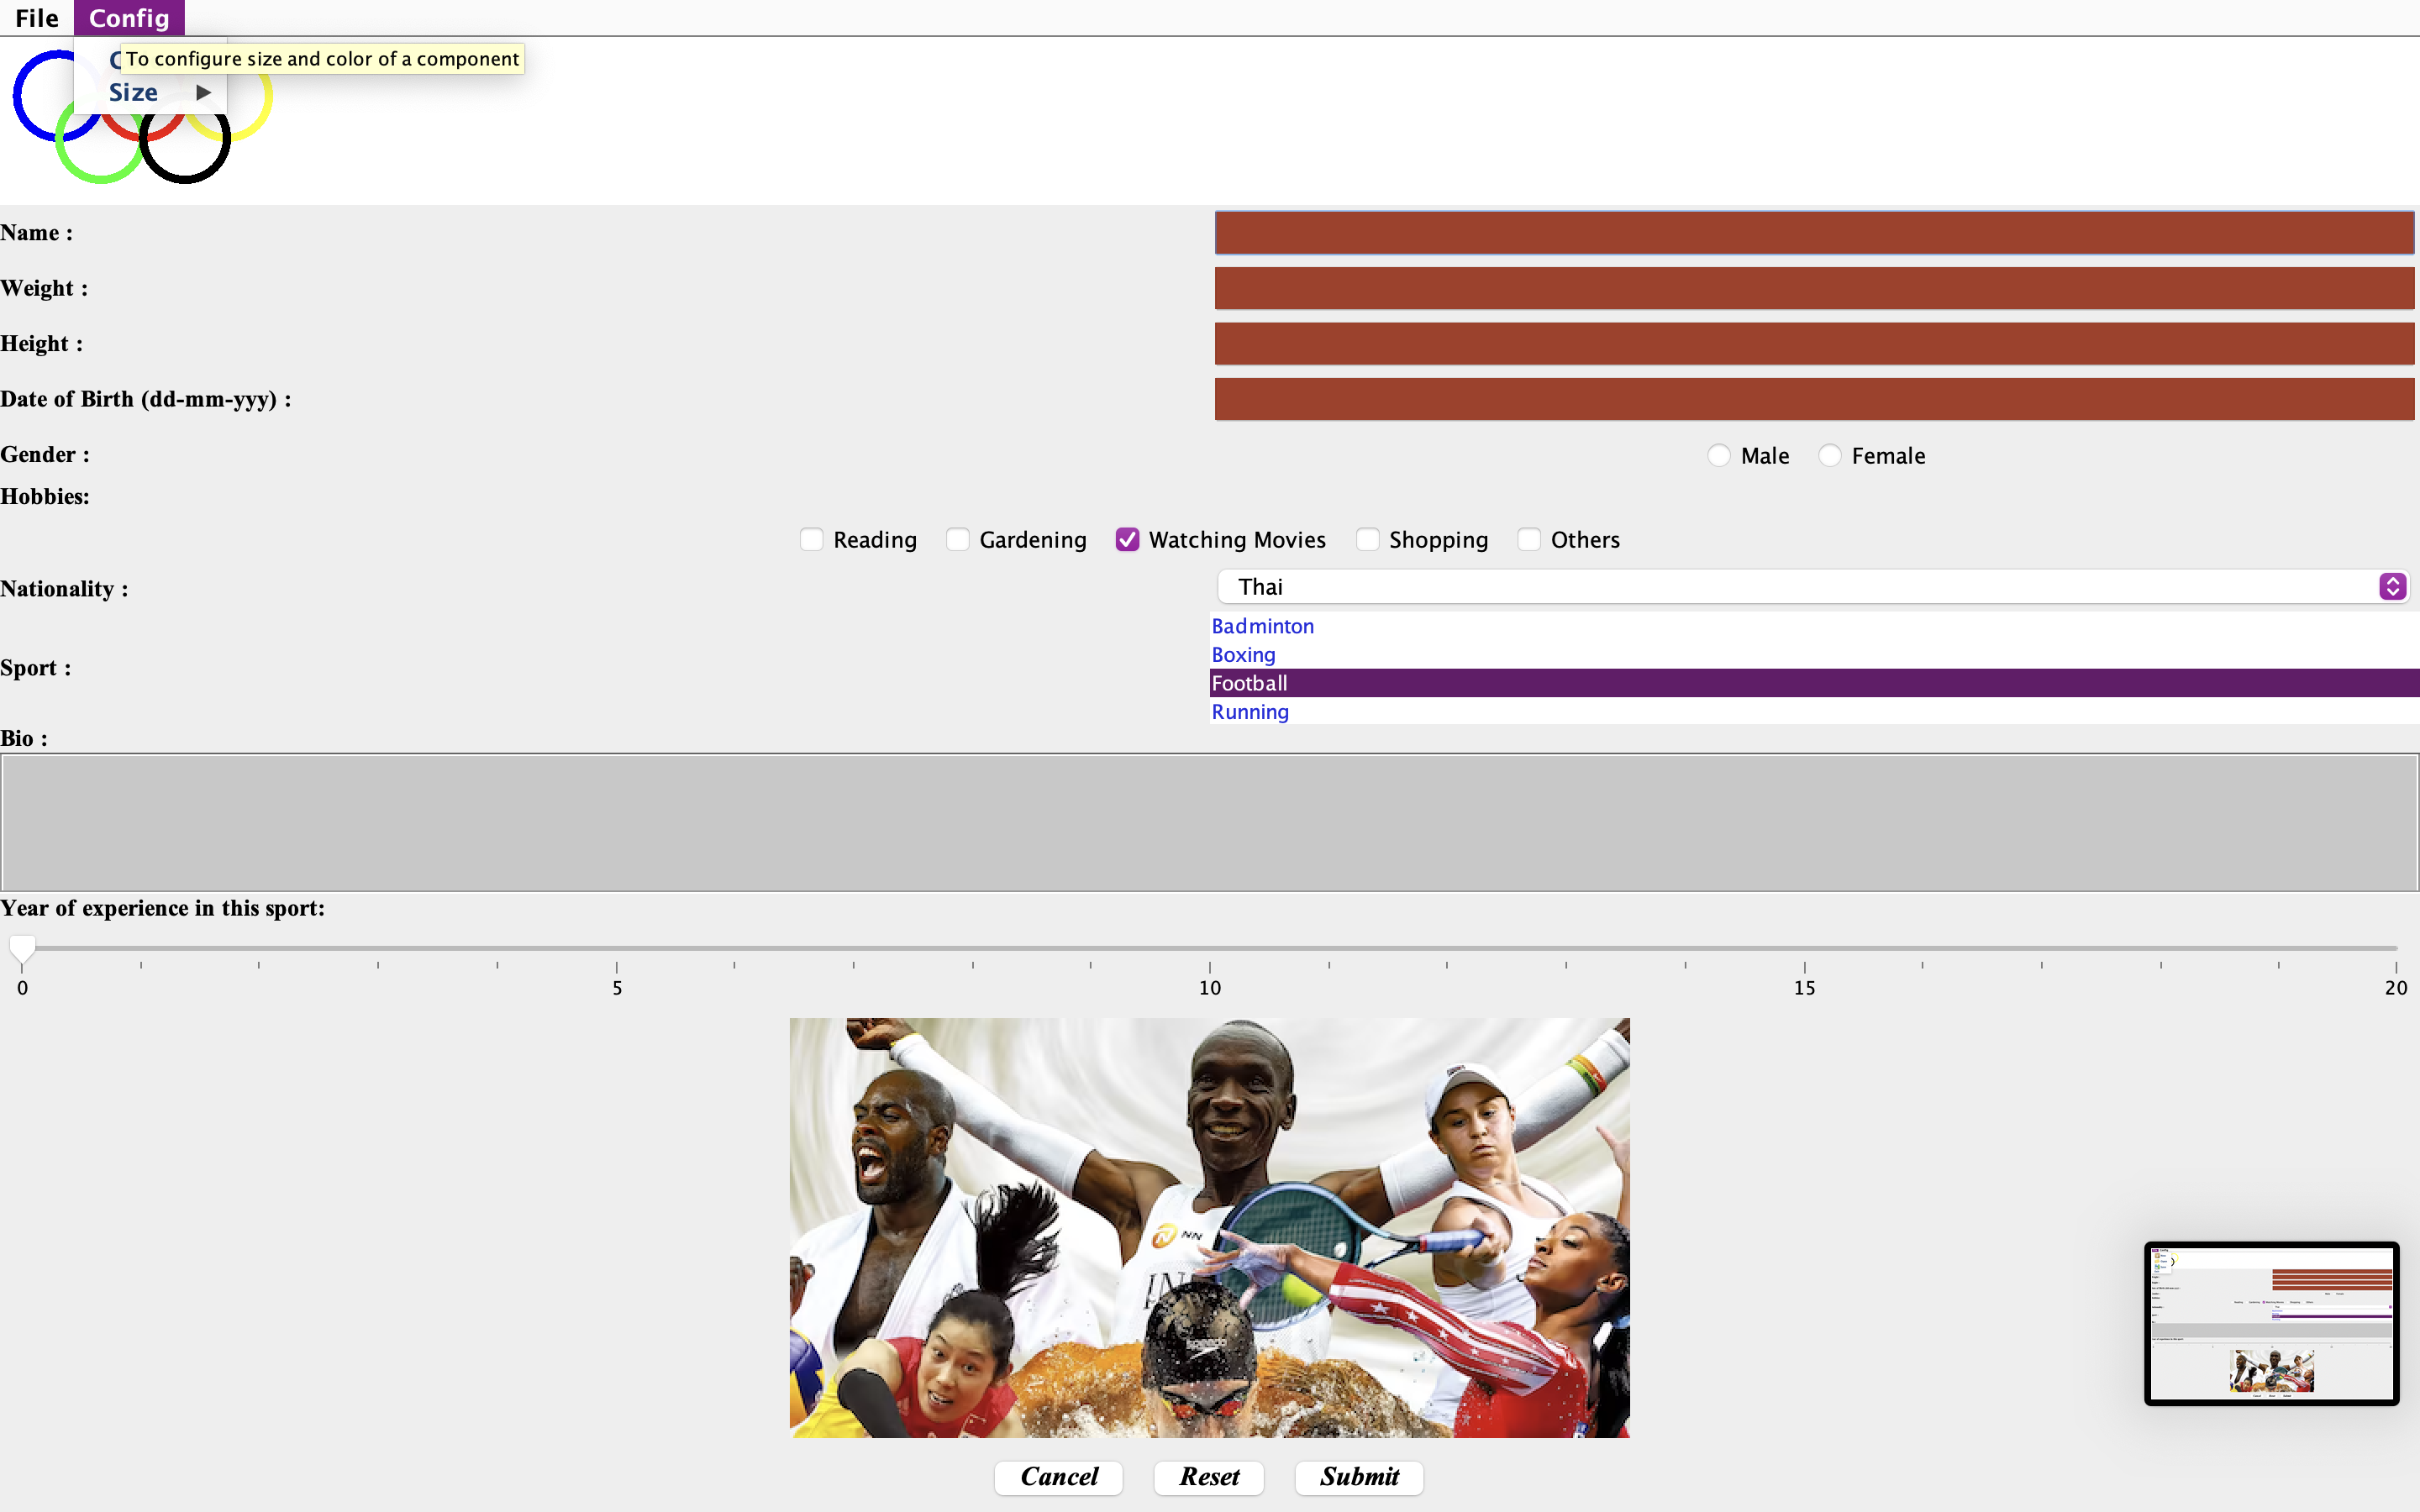 File Config
C To configure size and color of a component
Size
Name :
Weight :
Height :
Date of Birth (dd-mm-yyy) :
Gender : Male Female
Hobbies:
Reading Gardening Watching Movies Shopping Others
Nationality : Thai
Badminton
Boxing
Sport :
Football
Running
Bio :
Year of experience in this sport:
0 5 10 15 20
NN
speedo
Cancel Reset Submit